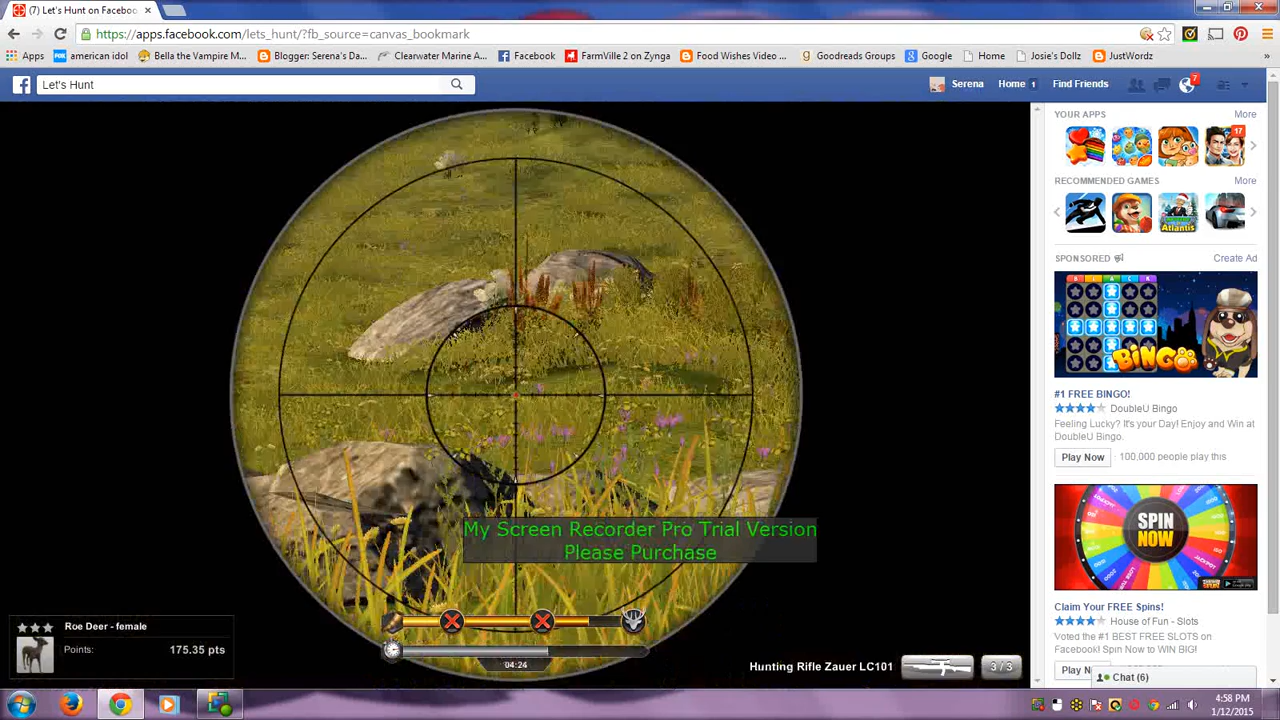 (7) Let's Hunt on Faceboo
https://apps.facebook.com/lets_hunt/?fb_source=canvas_bookmark
Apps american idol Bella the Vampire M... Blogger: Serena's Da... Clearwater Marine A... Facebook FarmVille 2 on Zynga Food Wishes Video ... Goodreads Groups Google Home Josie's Dollz JustWordz »
Let's Hunt
Serena Home 1 Find Friends 7
YOUR APPS More
17
RECOMMENDED GAMES More
Atlantis
SPONSORED Create Ad
BINGO
#1 FREE BINGO!
DoubleU Bingo
Feeling Lucky? It's your Day! Enjoy and Win at
DoubleU Bingo.
Play Now · 100,000 people play this
SPIN
NOW
Claim Your FREE Spins!
House of Fun - Slots
Voted the #1 BEST FREE SLOTS on
Facebook! Spin Now to WIN BIG!
Play N
Chat (6)
My Screen Recorder Pro Trial Version
Please Purchase
Roe Deer - female
Points: 175.35 pts
04:24
Hunting Rifle Zauer LC101 3 / 3
4:58 PM
1/12/2015